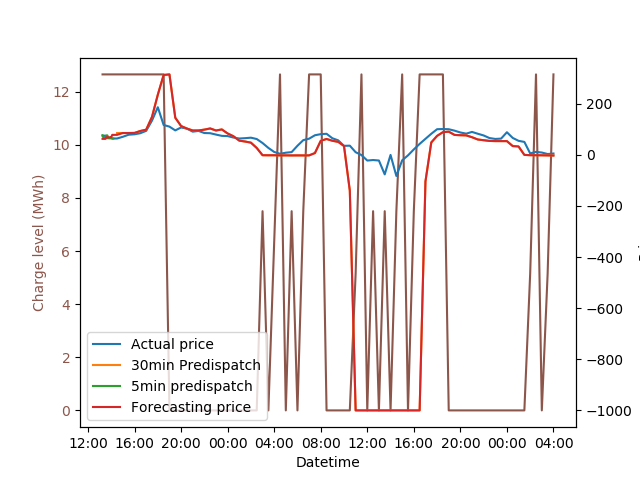 12
10
8
6
4
2
0
Charge level (MWh)
200
0
−200
−400
−600
−800
−1000
Actual price
30min Predispatch
5min predispatch
Forecasting price
12:00 16:00 20:00 00:00 04:00 08:00 12:00 16:00 20:00 00:00 04:00
Datetime